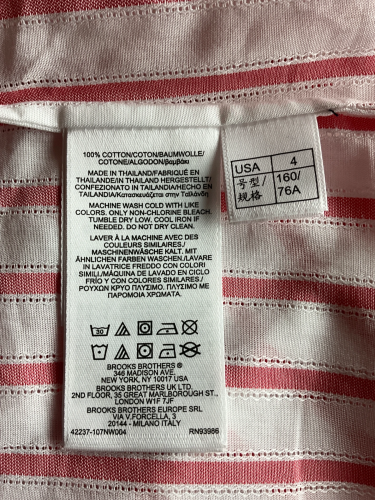 100% COTTON/COTON/BAUMWOLLE/
COTONE/ALGODON/Βαμβάκι
MADE IN THAILAND/FABRIQUÉ EN
THAILANDE/IN THAILAND HERGESTELLT/
CONFEZIONATO IN TAILANDIA/HECHO EN
TAILANDIA/Κατασκευάζεται στην Ταϊλάνδη
MACHINE WASH COLD WITH LIKE
COLORS. ONLY NON-CHLORINE BLEACH.
TUMBLE DRY LOW. COOL IRON IF
NEEDED. DO NOT DRY CLEAN.
LAVER À LA MACHINE AVEC DES
COULEURS SIMILAIRES./
MASCHINENWÄSCHE KALT. MIT
ÄHNLICHEN FARBEN WASCHEN/LAVARE
IN LAVATRICE FREDDO CON COLORI
SIMILI/MÁQUINA DE LAVADO EN CICLO
FRÍO Y CON COLORES SIMILARES./
ΡΟΥΧΩΝ ΚΡΥΟ ΠΛΥΣΙΜΟ. ΠΛΥΣΙΜΟ ΜΕ
ΠΑΡΟΜΟΙΑ ΧΡΩΜΑΤΑ.
30
BROOKS BROTHERS ®
346 MADISON AVE.
NEW YORK, NY 10017 USA
BROOKS BROTHERS UK LTD.
2ND FLOOR, 35 GREAT MARLBOROUGH ST.,
LONDON W1F 7JF
BROOKS BROTHERS EUROPE SRL
VIA V.FORCELLA, 3
20144 - MILANO ITALY
42237-107NW004 RN93986
USA 4
号型/ 160/
规格 76A